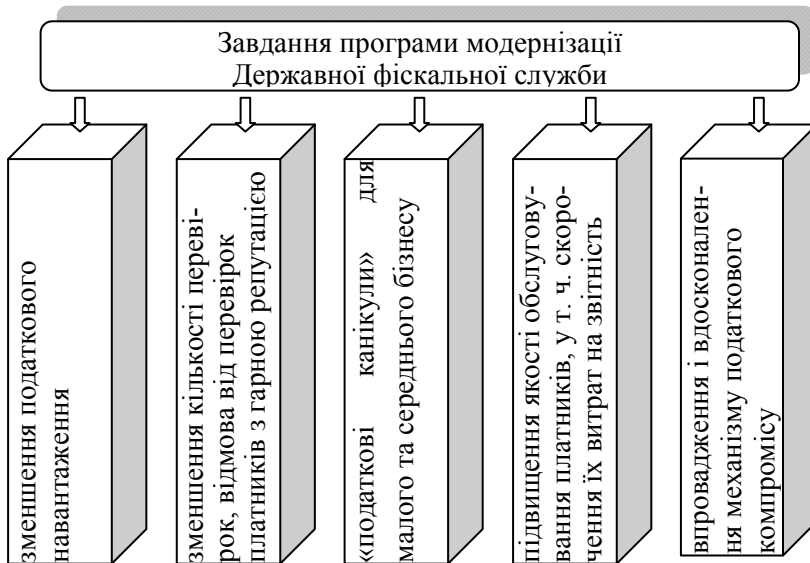 Завдання програми модернізації
Державної фіскальної служби
зменшення податкового
навантаження
зменшення кількості переві-
рок, відмова від перевірок
платників з гарною репутацією
«податкові канікули» для
малого та середнього бізнесу
підвищення якості обслуговову-
вання платників, у т. ч. скоро-
чення їх витрат на звітність
впровадження і вдосконален-
ня механізму податкового
компромісу